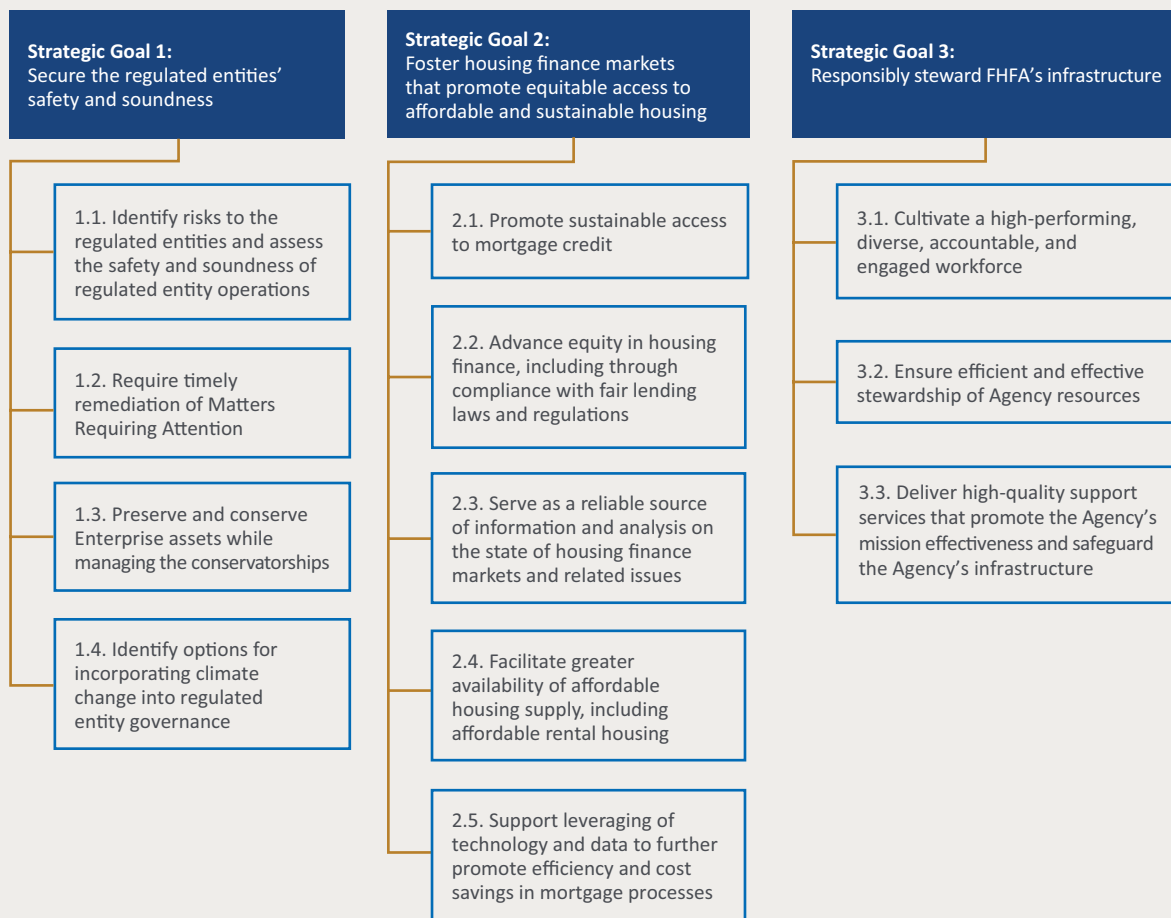 Strategic Goal 1:
Secure the regulated entities’
safety and soundness
1.1. Identify risks to the
regulated entities and assess
the safety and soundness of
regulated entity operations
1.2. Require timely
remediation of Matters
Requiring Attention
1.3. Preserve and conserve
Enterprise assets while
managing the conservatorships
1.4. Identify options for
incorporating climate
change into regulated
entity governance
Strategic Goal 2:
Foster housing finance markets
that promote equitable access to
affordable and sustainable housing
2.1. Promote sustainable access
to mortgage credit
2.2. Advance equity in housing
finance, including through
compliance with fair lending
laws and regulations
2.3. Serve as a reliable source
of information and analysis on
the state of housing finance
markets and related issues
2.4. Facilitate greater
availability of affordable
housing supply, including
affordable rental housing
2.5. Support leveraging of
technology and data to further
promote efficiency and cost
savings in mortgage processes
Strategic Goal 3:
Responsibly steward FHFA’s infrastructure
3.1. Cultivate a high-performing,
diverse, accountable, and
engaged workforce
3.2. Ensure efficient and effective
stewardship of Agency resources
3.3. Deliver high-quality support
services that promote the Agency’s
mission effectiveness and safeguard
the Agency’s infrastructure